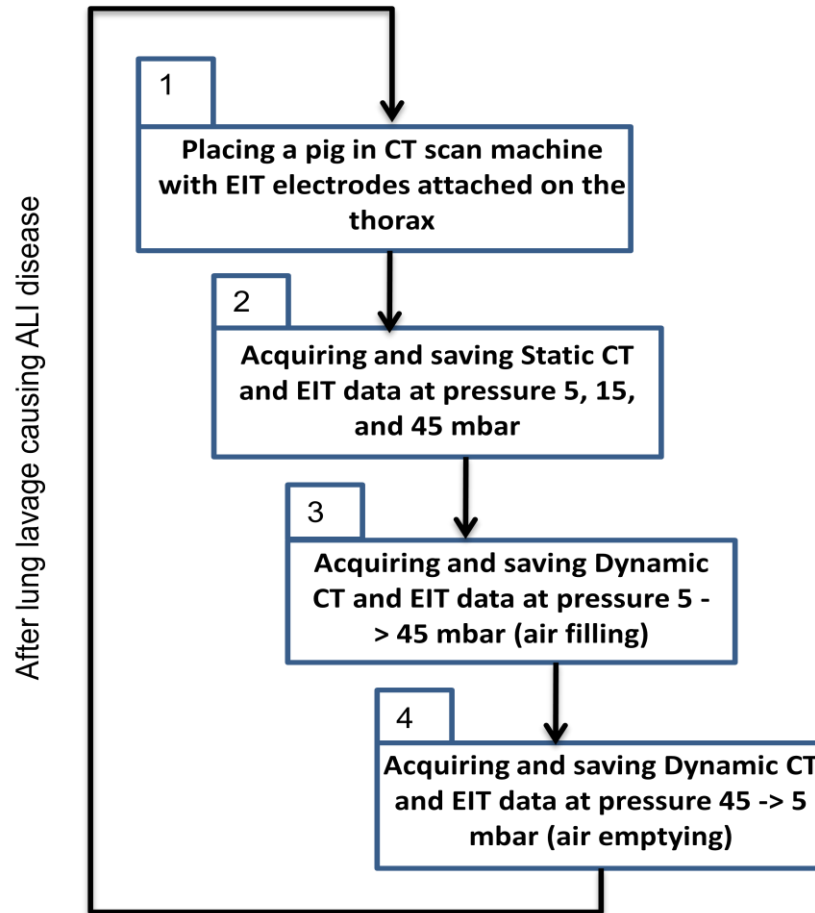 After lung lavage causing ALI disease
1
Placing a pig in CT scan machine
with EIT electrodes attached on the
thorax
2
Acquiring and saving Static CT
and EIT data at pressure 5, 15,
and 45 mbar
3
Acquiring and saving Dynamic
CT and EIT data at pressure 5 -
> 45 mbar (air filling)
4
Acquiring and saving Dynamic CT
and EIT data at pressure 45 -> 5
mbar (air emptying)